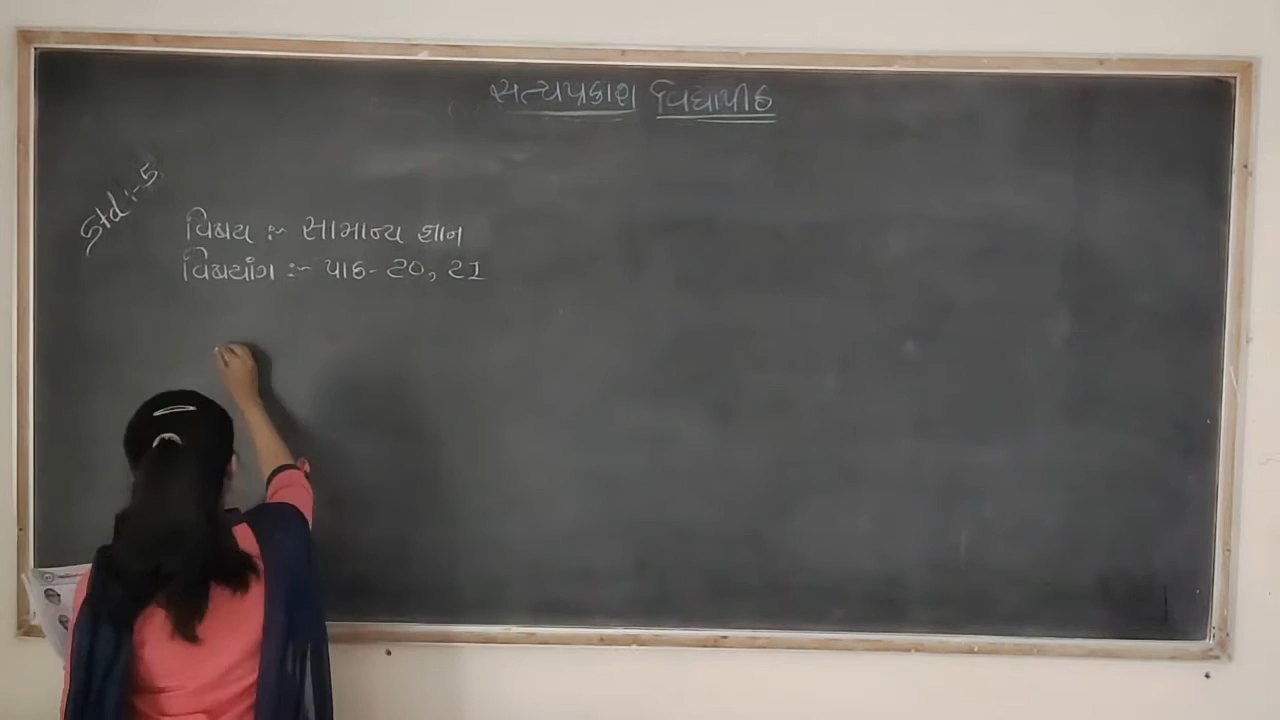 સત્યપ્રકાશ વિદ્યાપીઠ
Std :- 5
વિષય :- સામાન્ય જ્ઞાન
વિષયાંગ :- પાઠ - ૨૦, ૨૧